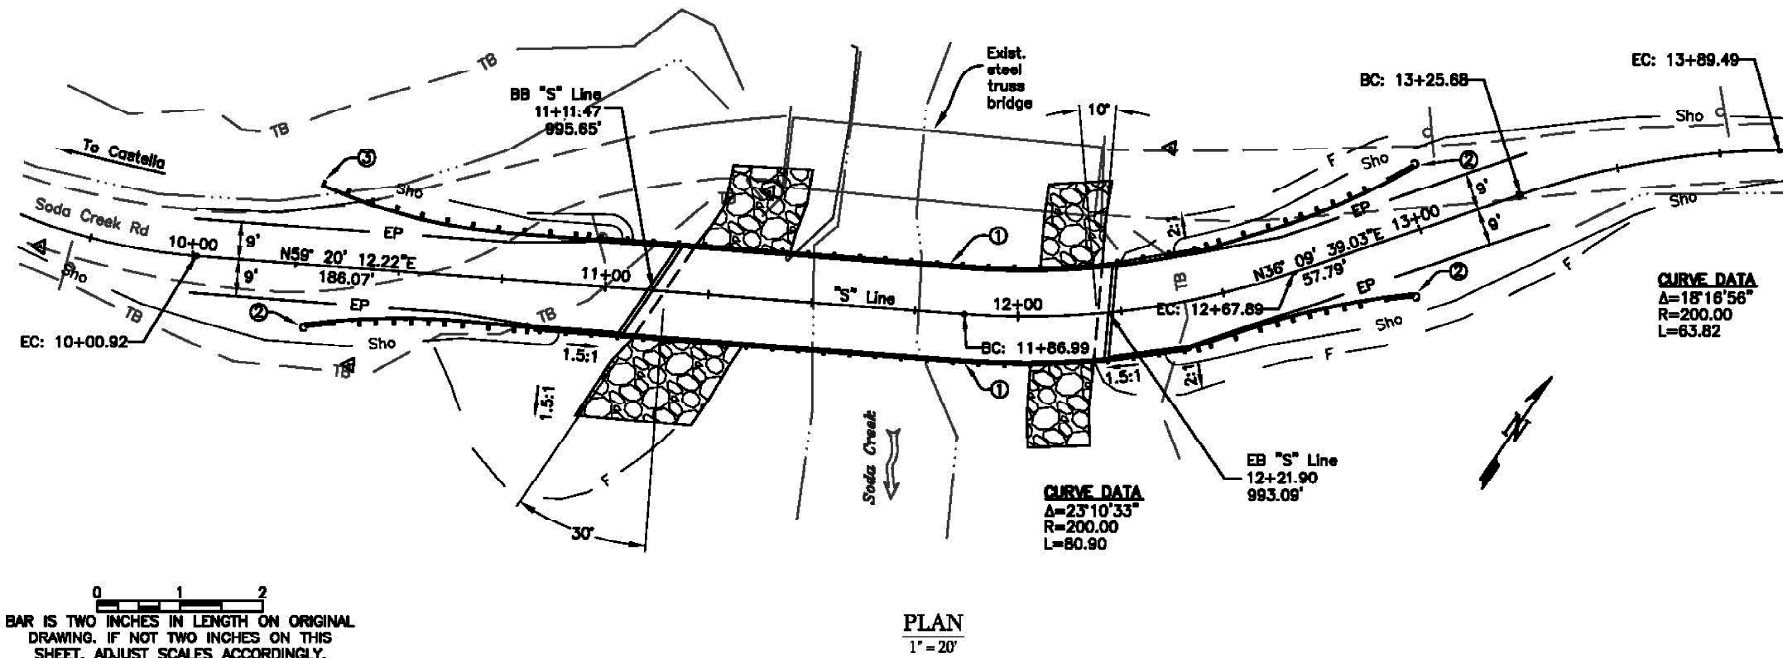 TB
Exist.
steel
truss
bridge
EC: 13+89.49
BC: 13+25.68
BB "S" Line
11+11.47
995.65'
10'
TB
To Castella
3
Sho
F
Sho
2
Sho
TB
Soda Creek Rd
10+00
9'
9'
EP
N59° 20' 12.22"E
186.07'
11+00
1
2:1
EP
9'
9'
N36° 09' 39.03"E
57.79'
13+00
Sho
Sho
TB
EC: 10+00.92
2
EP
Sho
TB
TB
"S" Line
12+00
BC: 11+86.99
EC: 12+67.89
TB
EP
2
Sho
F
F
CURVE DATA
Δ=18°16'56"
R=200.00
L=63.82
1.5:1
1.5:1
1
1.5:1
2:1
Soda Creek
F
30°
N
EB "S" Line
12+21.90
993.09'
CURVE DATA
Δ=23°10'33"
R=200.00
L=80.90
0 1 2
BAR IS TWO INCHES IN LENGTH ON ORIGINAL
DRAWING. IF NOT TWO INCHES ON THIS
SHEET, ADJUST SCALES ACCORDINGLY.
PLAN
1" = 20'